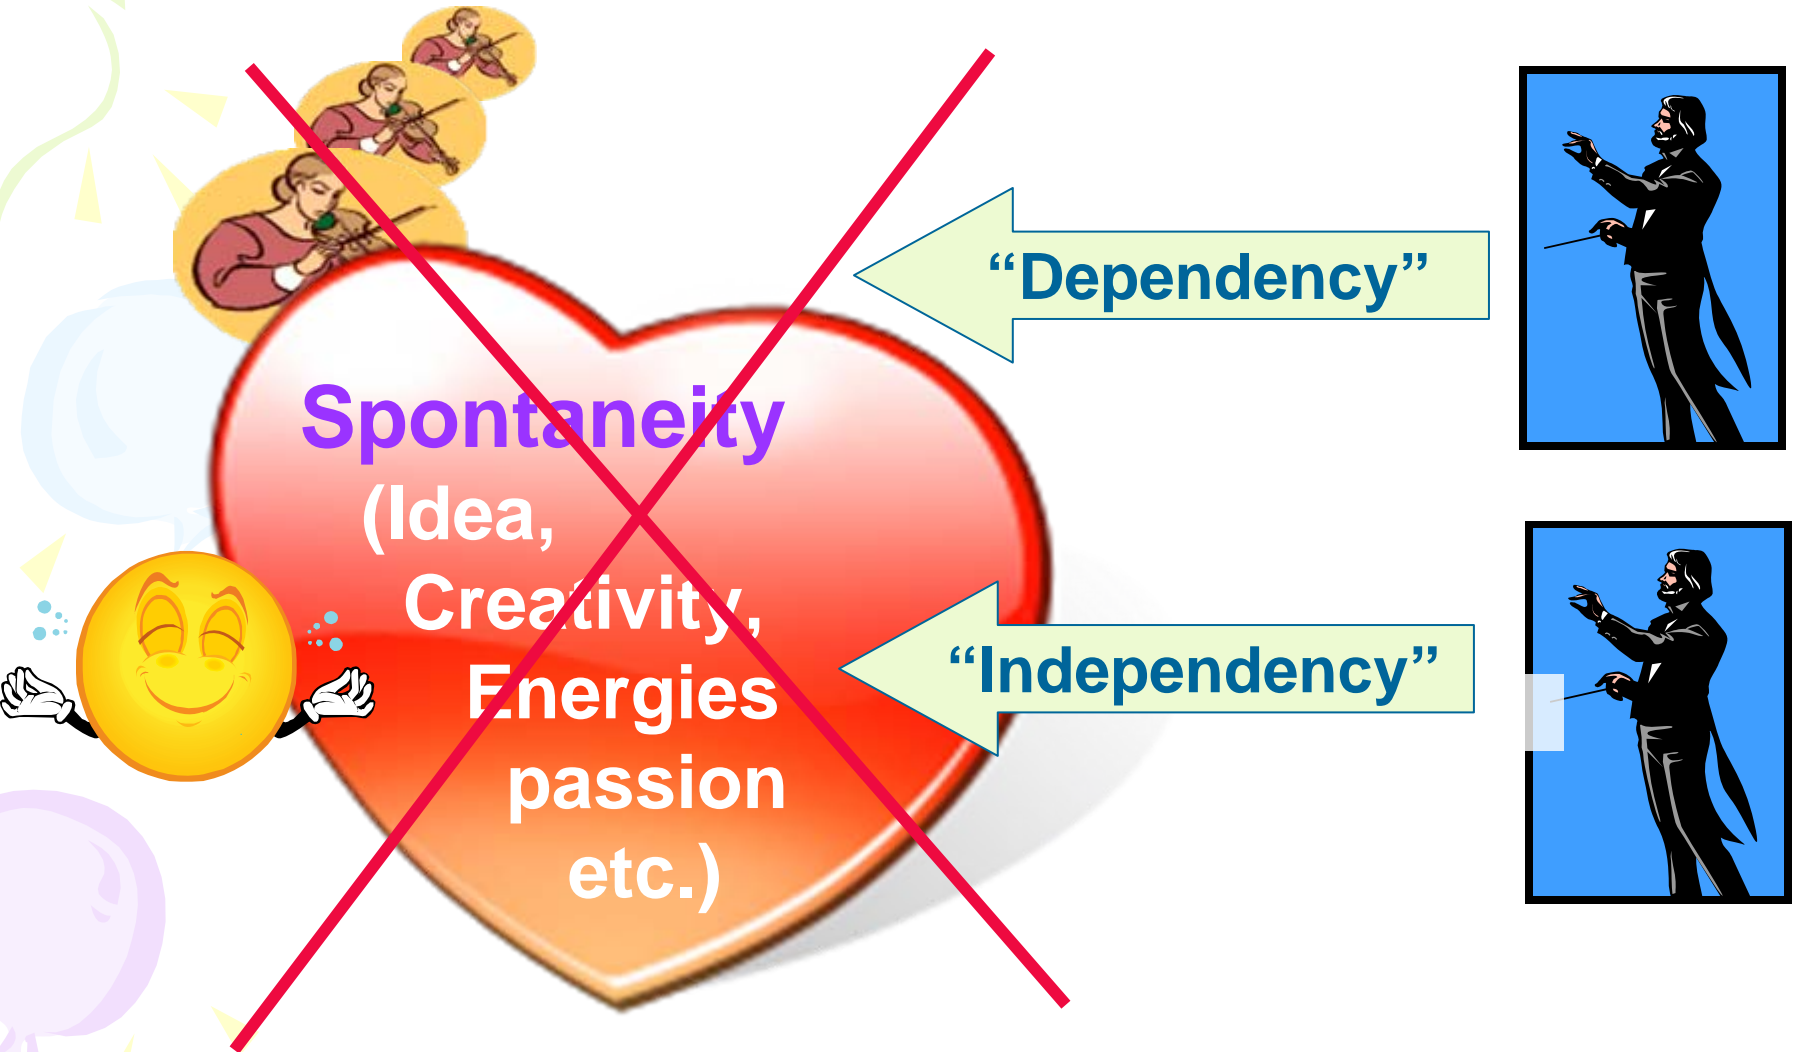 “Dependency”
Spontaneity
(Idea,
Creativity,
Energies
passion
etc.)
“Independency”